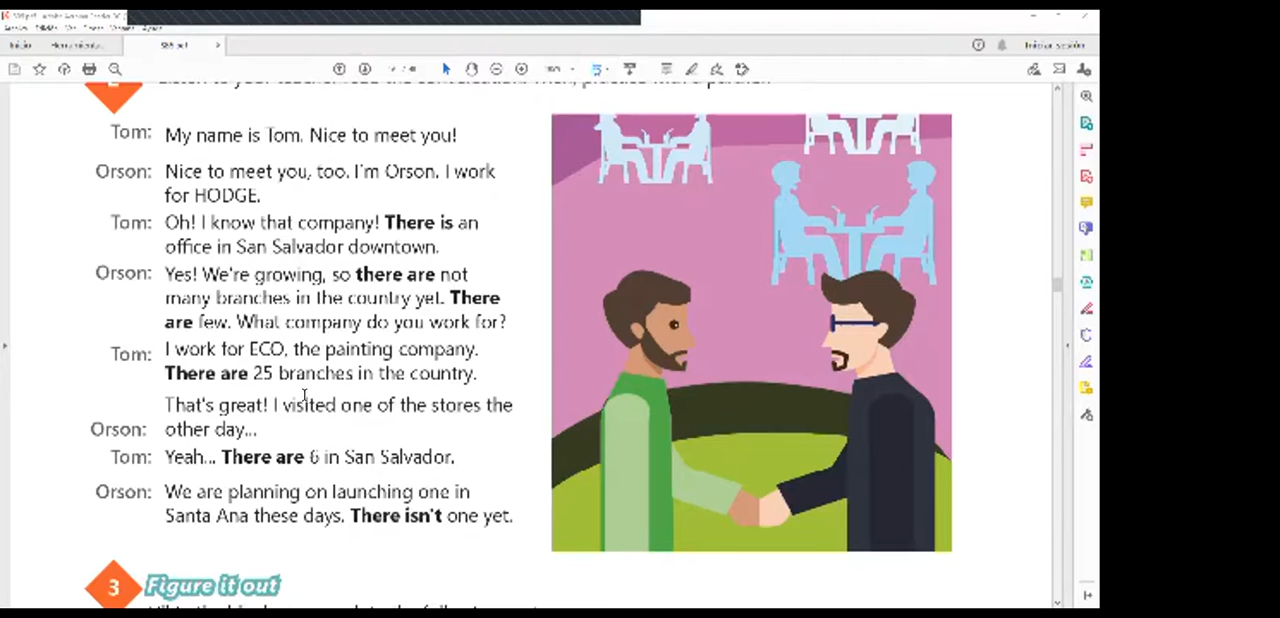 Inicio
Herramientas
Iniciar sesión
Tom: My name is Tom. Nice to meet you!
Orson: Nice to meet you, too. I'm Orson. I work
for HODGE.
Tom: Oh! I know that company! There is an
office in San Salvador downtown.
Orson: Yes! We're growing, so there are not
many branches in the country yet. There
are few. What company do you work for?
Tom: I work for ECO, the painting company.
There are 25 branches in the country.
That's great! I visited one of the stores the
Orson: other day...
Tom: Yeah... There are 6 in San Salvador.
Orson: We are planning on launching one in
Santa Ana these days. There isn't one yet.
3 Figure it out